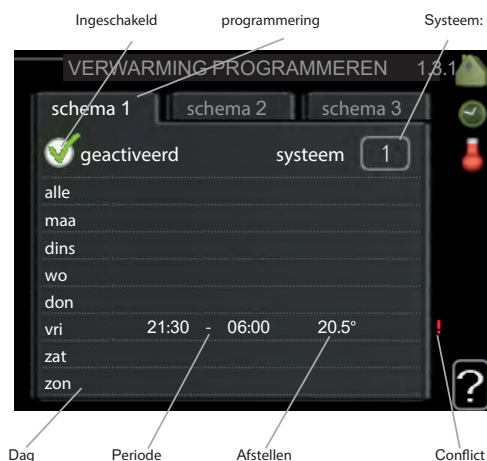 Ingeschakeld programmering Systeem:
VERWARMING PROGRAMMEREN 1.3.1
schema 1 schema 2 schema 3
geactiveerd systeem 1
alle
maa
dins
wo
don
vri 21:30 - 06:00 20.5° !
zat
zon
?
Dag Periode Afstellen Conflict